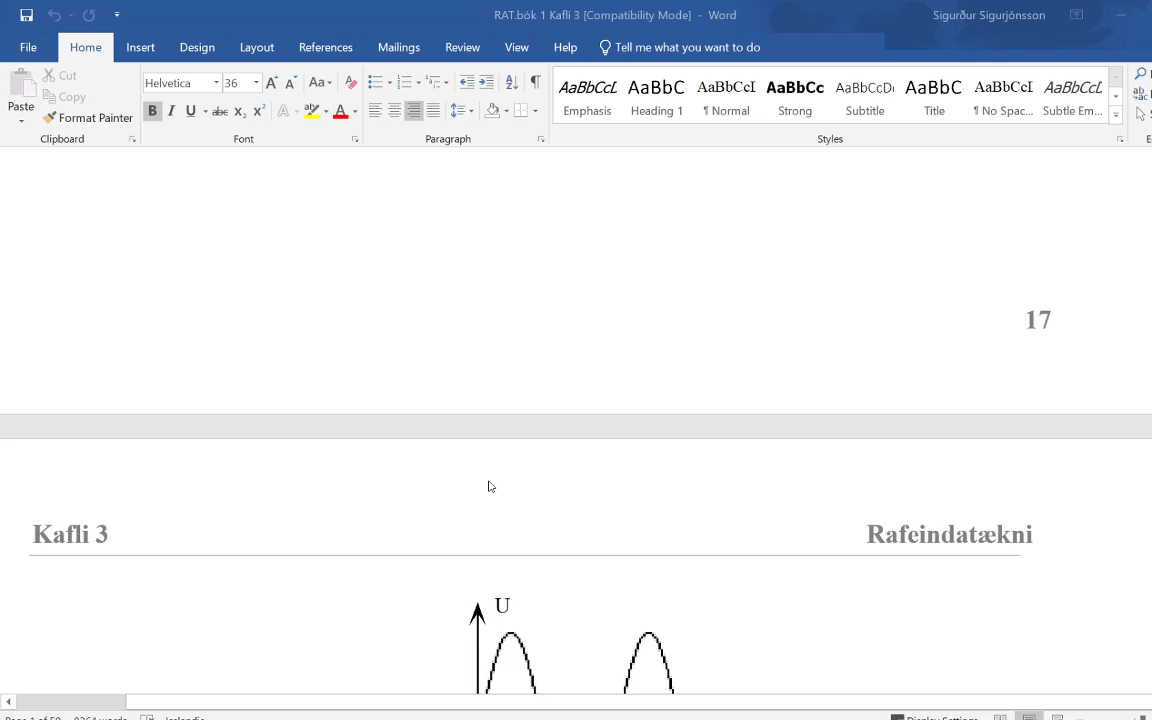 RAT.bók 1 Kafli 3 [Compatibility Mode] - Word
Sigurður Sigurjónsson
File Home Insert Design Layout References Mailings Review View Help Tell me what you want to do
Paste
Cut
Copy
Format Painter
Clipboard
Helvetica 36
Font
Paragraph
AaBbCcL AaBbC AaBbCcI AaBbCc AaBbCcD AaBbC AaBbCcI AaBbCcL
Emphasis Heading 1 ¶ Normal Strong Subtitle Title ¶ No Spac... Subtle Em...
Styles
17
Kafli 3 Rafeindatækni
U